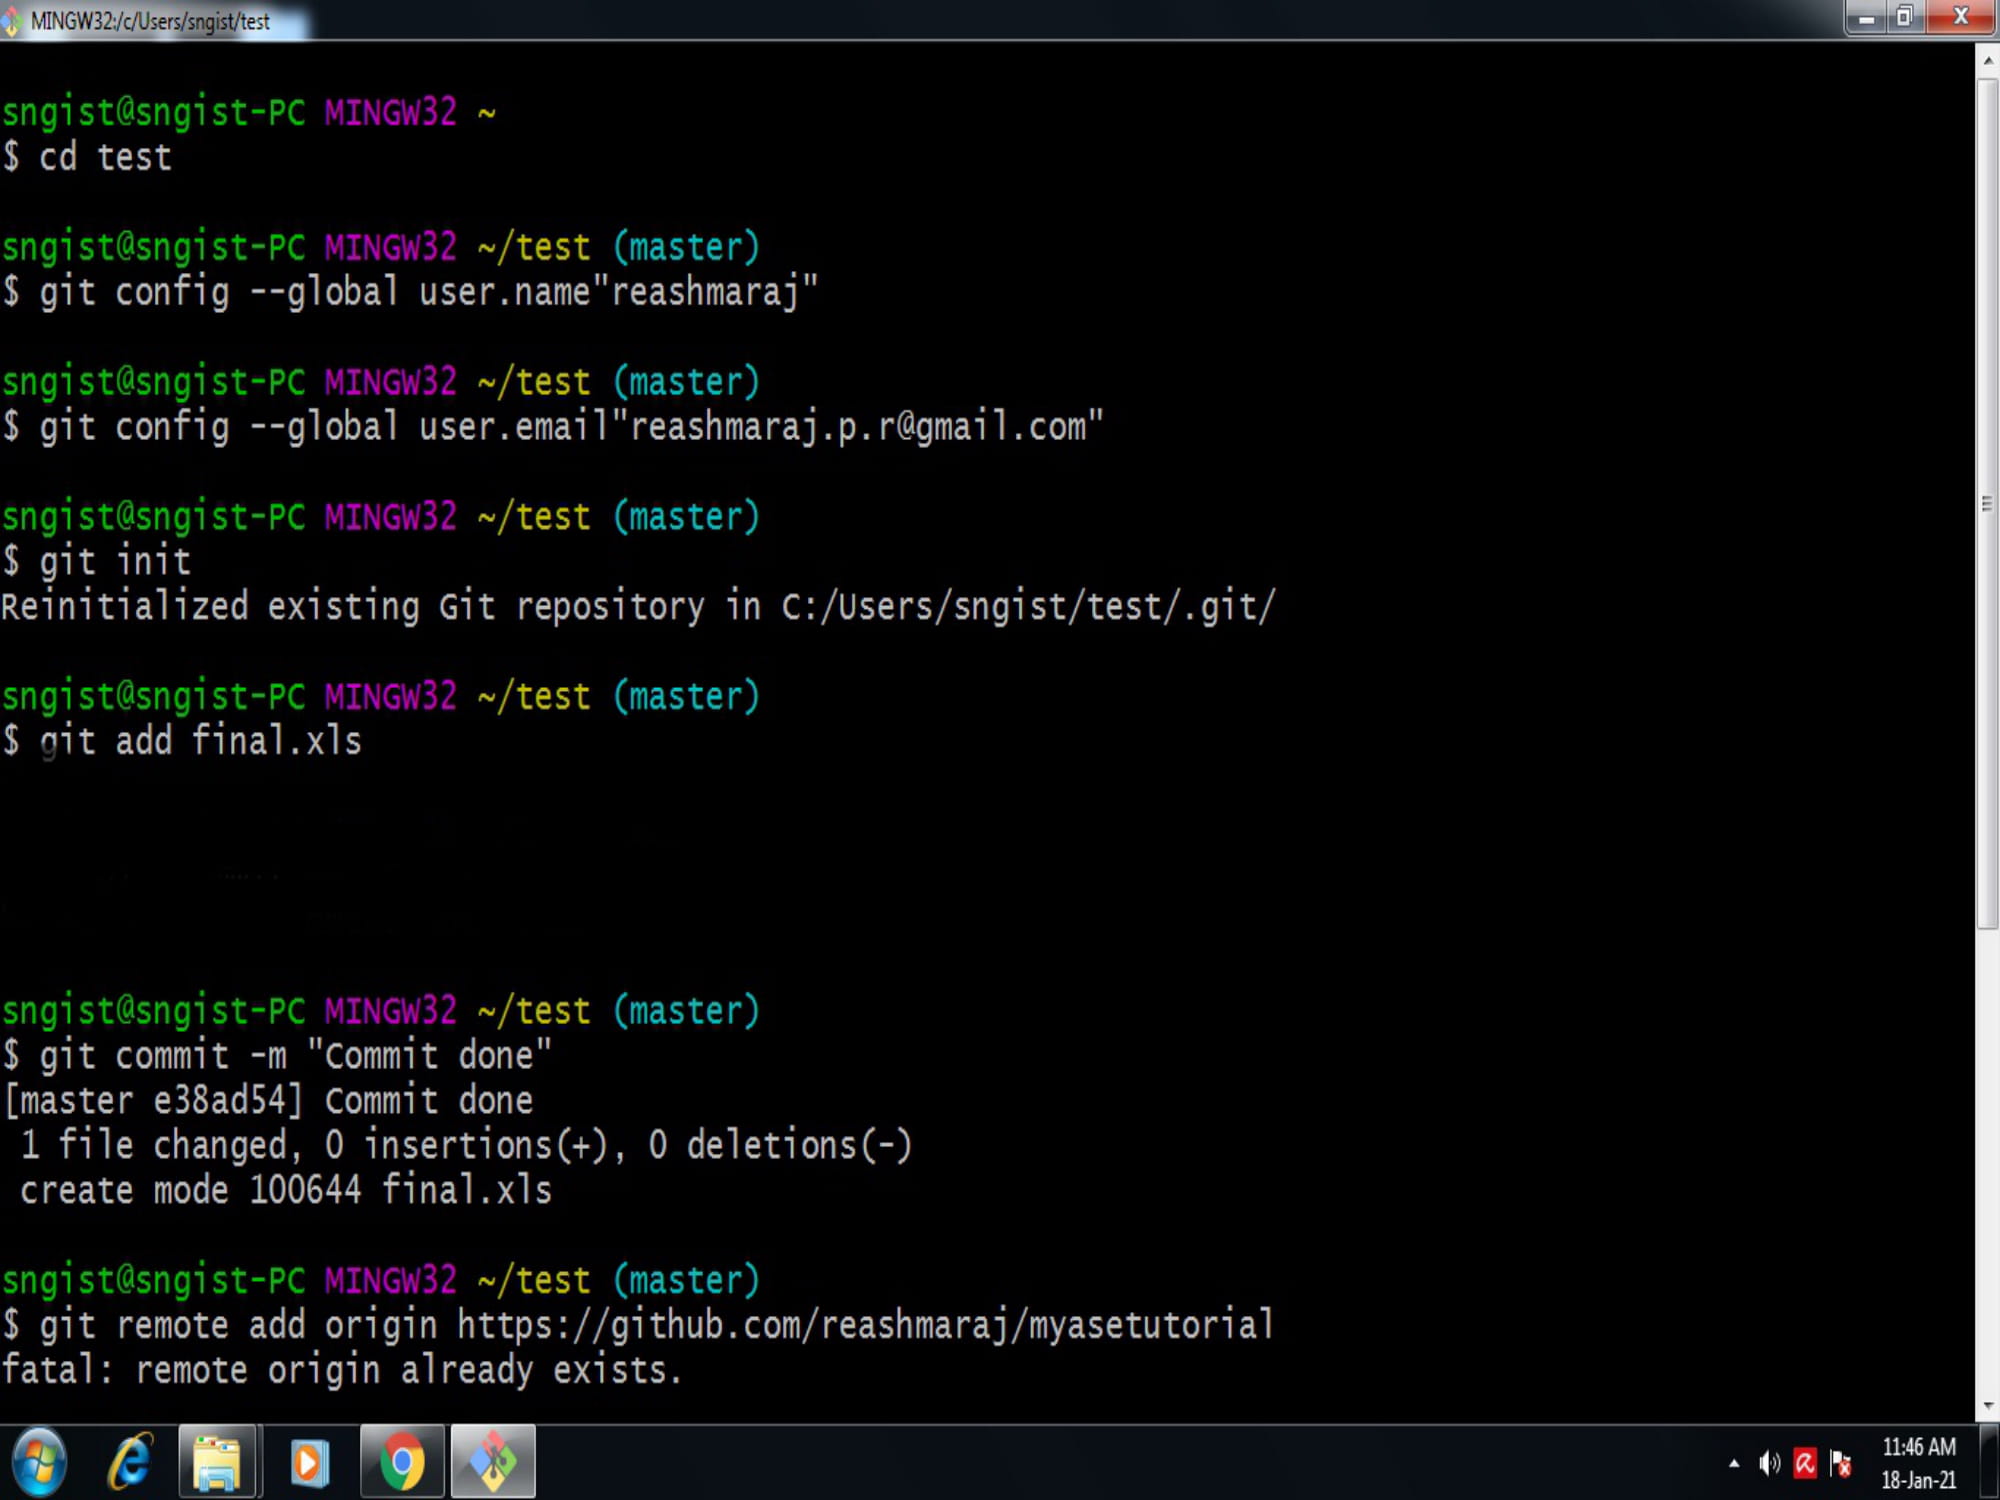 MINGW32:/c/Users/sngist/test
sngist@sngist-PC MINGW32 ~
$ cd test
sngist@sngist-PC MINGW32 ~/test (master)
$ git config --global user.name"reashmaraj"
sngist@sngist-PC MINGW32 ~/test (master)
$ git config --global user.email"reashmaraj.p.r@gmail.com"
sngist@sngist-PC MINGW32 ~/test (master)
$ git init
Reinitialized existing Git repository in C:/Users/sngist/test/.git/
sngist@sngist-PC MINGW32 ~/test (master)
$ git add final.xls
sngist@sngist-PC MINGW32 ~/test (master)
$ git commit -m "Commit done"
[master e38ad54] Commit done
1 file changed, 0 insertions(+), 0 deletions(-)
create mode 100644 final.xls
sngist@sngist-PC MINGW32 ~/test (master)
$ git remote add origin https://github.com/reashmaraj/myasetutorial
fatal: remote origin already exists.
11:46 AM
18-Jan-21